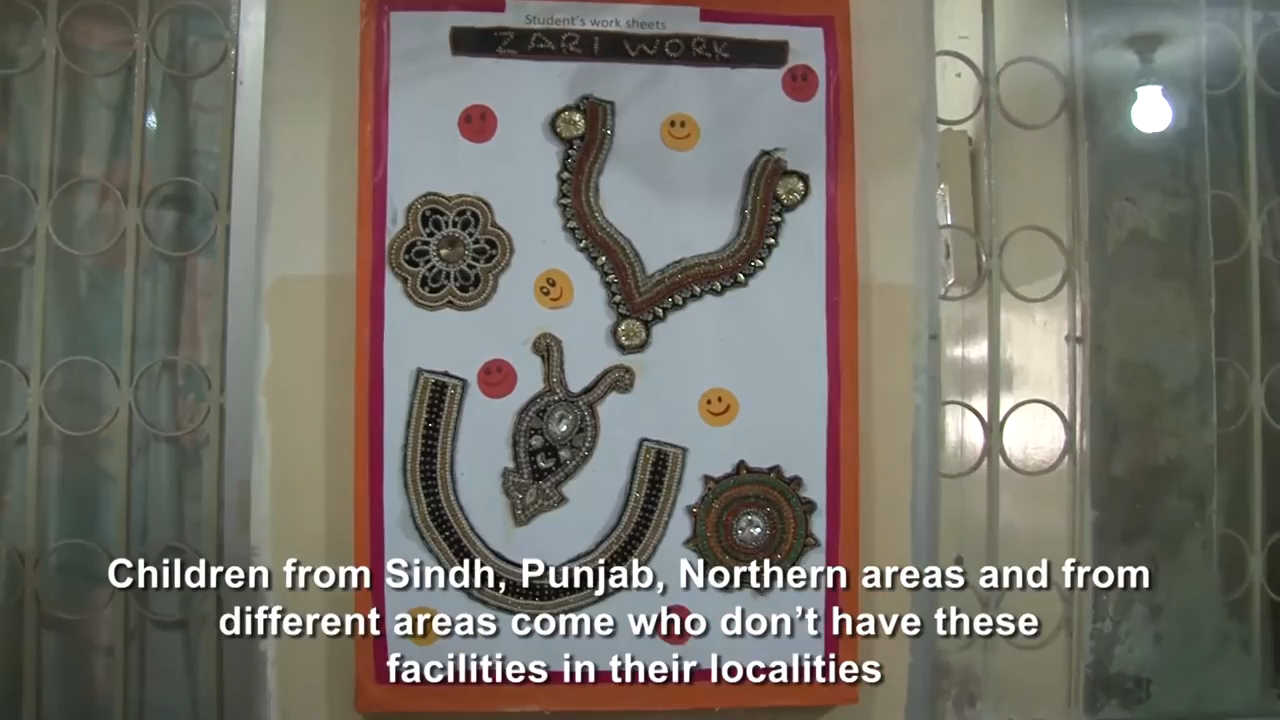 Student's work sheets
ZARI WORK
Children from Sindh, Punjab, Northern areas and from
different areas come who don’t have these
facilities in their localities